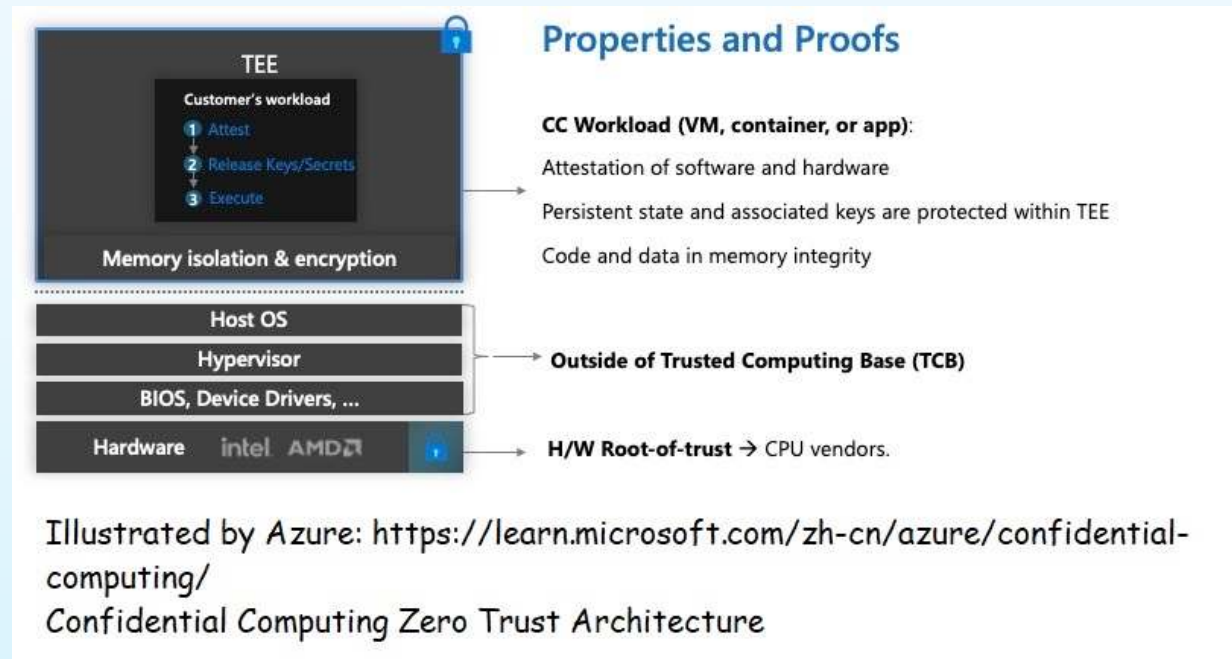 Properties and Proofs
TEE
Customer's workload
1 Attest
2 Release Keys/Secrets
3 Execute
Memory isolation & encryption
CC Workload (VM, container, or app):
Attestation of software and hardware
Persistent state and associated keys are protected within TEE
Code and data in memory integrity
Host OS
Hypervisor
BIOS, Device Drivers, ...
Outside of Trusted Computing Base (TCB)
Hardware intel AMD
H/W Root-of-trust → CPU vendors.
Illustrated by Azure: https://learn.microsoft.com/zh-cn/azure/confidential-
computing/
Confidential Computing Zero Trust Architecture